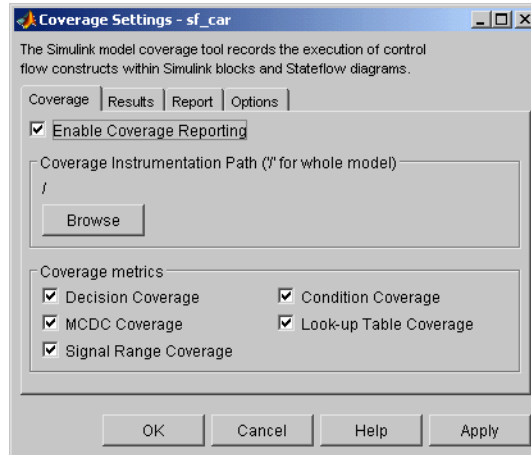 Coverage Settings - sf_car
The Simulink model coverage tool records the execution of control
flow constructs within Simulink blocks and Stateflow diagrams.
Coverage Results Report Options
Enable Coverage Reporting
Coverage Instrumentation Path ('/' for whole model)
/
Browse
Coverage metrics
Decision Coverage Condition Coverage
MCDC Coverage Look-up Table Coverage
Signal Range Coverage
OK Cancel Help Apply